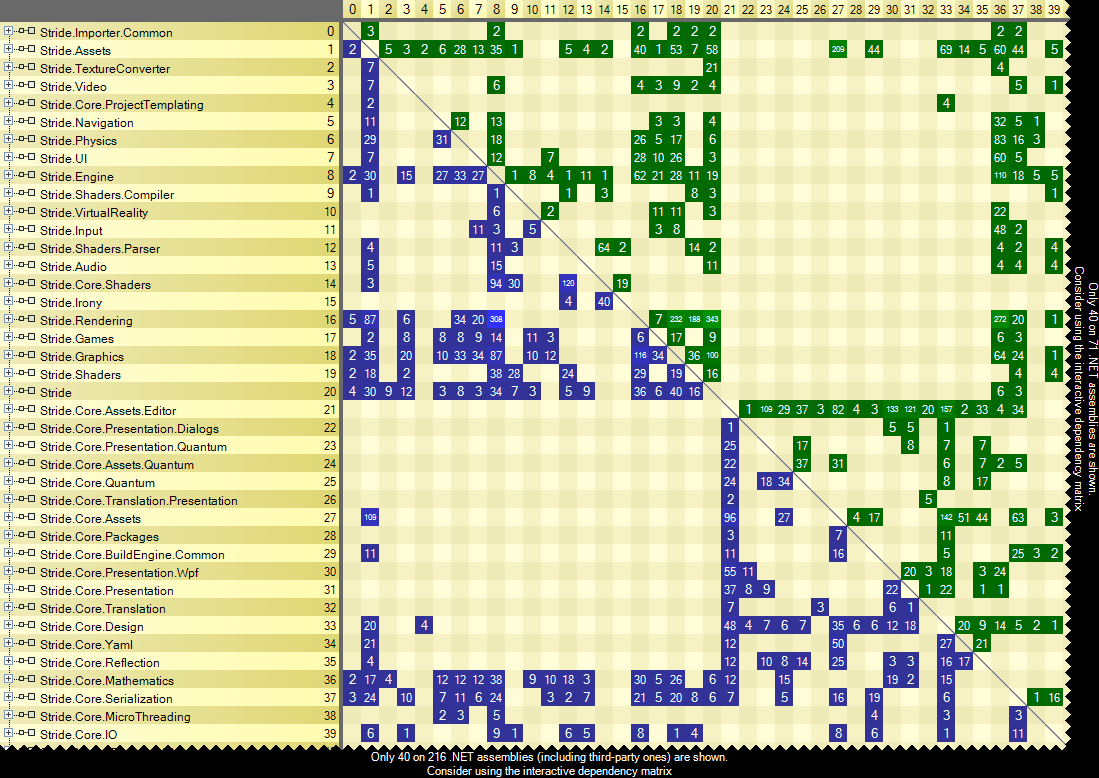 0 1 2 3 4 5 6 7 8 9 10 11 12 13 14 15 16 17 18 19 20 21 22 23 24 25 26 27 28 29 30 31 32 33 34 35 36 37 38 39
Stride.Importer.Common 0 3 2 2 2 2 2 2 2
Stride.Assets 1 2 5 3 2 6 28 13 35 1 5 4 2 40 1 53 7 58 209 44 69 14 5 60 44 5
Stride.TextureConverter 2 7 21 4
Stride.Video 3 7 6 4 3 9 2 4 5 1
Stride.Core.ProjectTemplating 4 2 4
Stride.Navigation 5 11 12 13 3 3 4 32 5 1
Stride.Physics 6 29 31 18 26 5 17 6 83 16 3
Stride.UI 7 7 12 7 28 10 26 3 60 5
Stride.Engine 8 2 30 15 27 33 27 1 8 4 1 11 1 62 21 28 11 19 110 18 5 5
Stride.Shaders.Compiler 9 1 1 1 3 8 3 1
Stride.VirtualReality 10 6 2 11 11 3 22
Stride.Input 11 11 3 5 3 8 48 2
Stride.Shaders.Parser 12 4 11 3 64 2 14 2 4 2 4
Stride.Audio 13 5 15 11 4 4 4
Stride.Core.Shaders 14 3 94 30 120 19
Stride.Irony 15 4 40
Stride.Rendering 16 5 87 6 34 20 308 7 232 188 343 272 20 1
Stride.Games 17 2 8 8 8 9 14 11 3 6 17 9 6 3
Stride.Graphics 18 2 35 20 10 33 34 87 10 12 116 34 36 100 64 24 1
Stride.Shaders 19 2 18 2 38 28 24 29 19 16 4 4
Stride 20 4 30 9 12 3 8 3 34 7 3 5 9 36 6 40 16 6 3
Stride.Core.Assets.Editor 21 1 109 29 37 3 82 4 3 133 121 20 157 2 33 4 34
Stride.Core.Presentation.Dialogs 22 1 5 5 1
Stride.Core.Presentation.Quantum 23 25 17 8 7 7
Stride.Core.Assets.Quantum 24 22 37 31 6 7 2 5
Stride.Core.Quantum 25 24 18 34 8 17
Stride.Core.Translation.Presentation 26 2 5
Stride.Core.Assets 27 109 96 27 4 17 142 51 44 63 3
Stride.Core.Packages 28 3 7 11
Stride.Core.BuildEngine.Common 29 11 11 16 5 25 3 2
Stride.Core.Presentation.Wpf 30 55 11 20 3 18 3 24
Stride.Core.Presentation 31 37 8 9 22 1 22 1 1
Stride.Core.Translation 32 7 3 6 1
Stride.Core.Design 33 20 4 48 4 7 6 7 35 6 6 12 18 20 9 14 5 2 1
Stride.Core.Yaml 34 21 12 50 27 21
Stride.Core.Reflection 35 4 12 10 8 14 25 3 3 16 17
Stride.Core.Mathematics 36 2 17 4 12 12 12 38 9 10 18 3 30 5 26 6 12 15 19 2 15
Stride.Core.Serialization 37 3 24 10 7 11 6 24 3 2 7 21 5 20 8 6 7 5 16 19 6 1 16
Stride.Core.MicroThreading 38 2 3 5 4 3 3
Stride.Core.IO 39 6 1 9 1 6 5 8 1 4 8 6 1 11
Only 40 on 71 .NET assemblies are shown.
Consider using the interactive dependency matrix
Only 40 on 216 .NET assemblies (including third-party ones) are shown.
Consider using the interactive dependency matrix